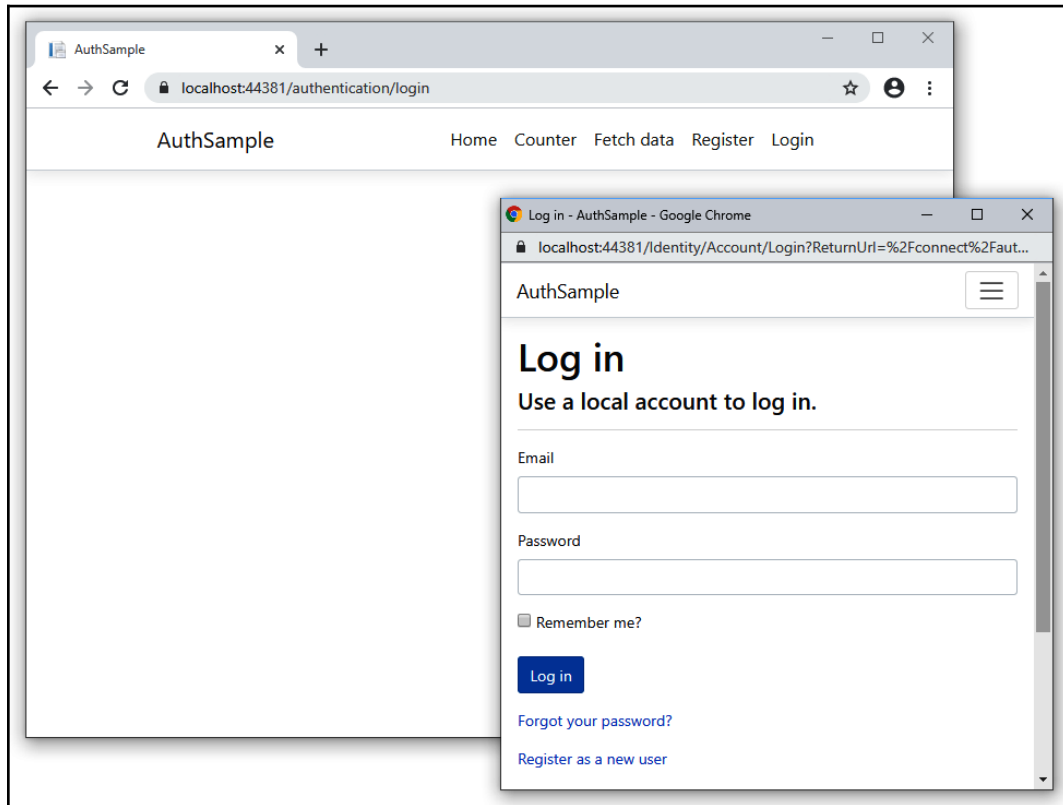 AuthSample
localhost:44381/authentication/login
AuthSample Home Counter Fetch data Register Login
Log in - AuthSample - Google Chrome
localhost:44381/Identity/Account/Login?ReturnUrl=%2Fconnect%2Faut...
AuthSample
Log in
Use a local account to log in.
Email
Password
Remember me?
Log in
Forgot your password?
Register as a new user